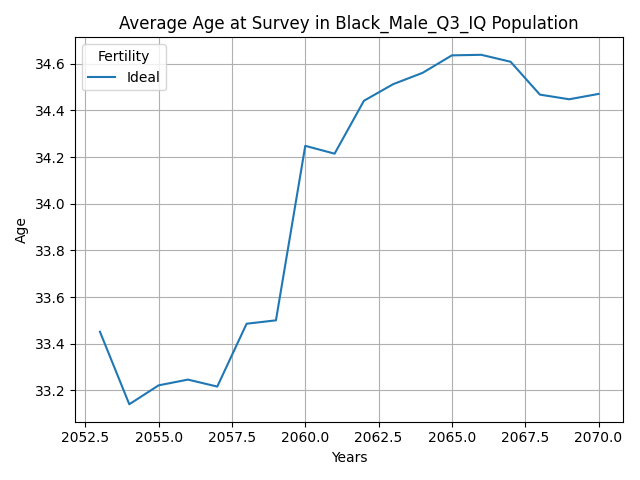 Average Age at Survey in Black_Male_Q3_IQ Population
Fertility
Ideal
34.6
34.4
34.2
34.0
33.8
33.6
33.4
33.2
Age
2052.5 2055.0 2057.5 2060.0 2062.5 2065.0 2067.5 2070.0
Years